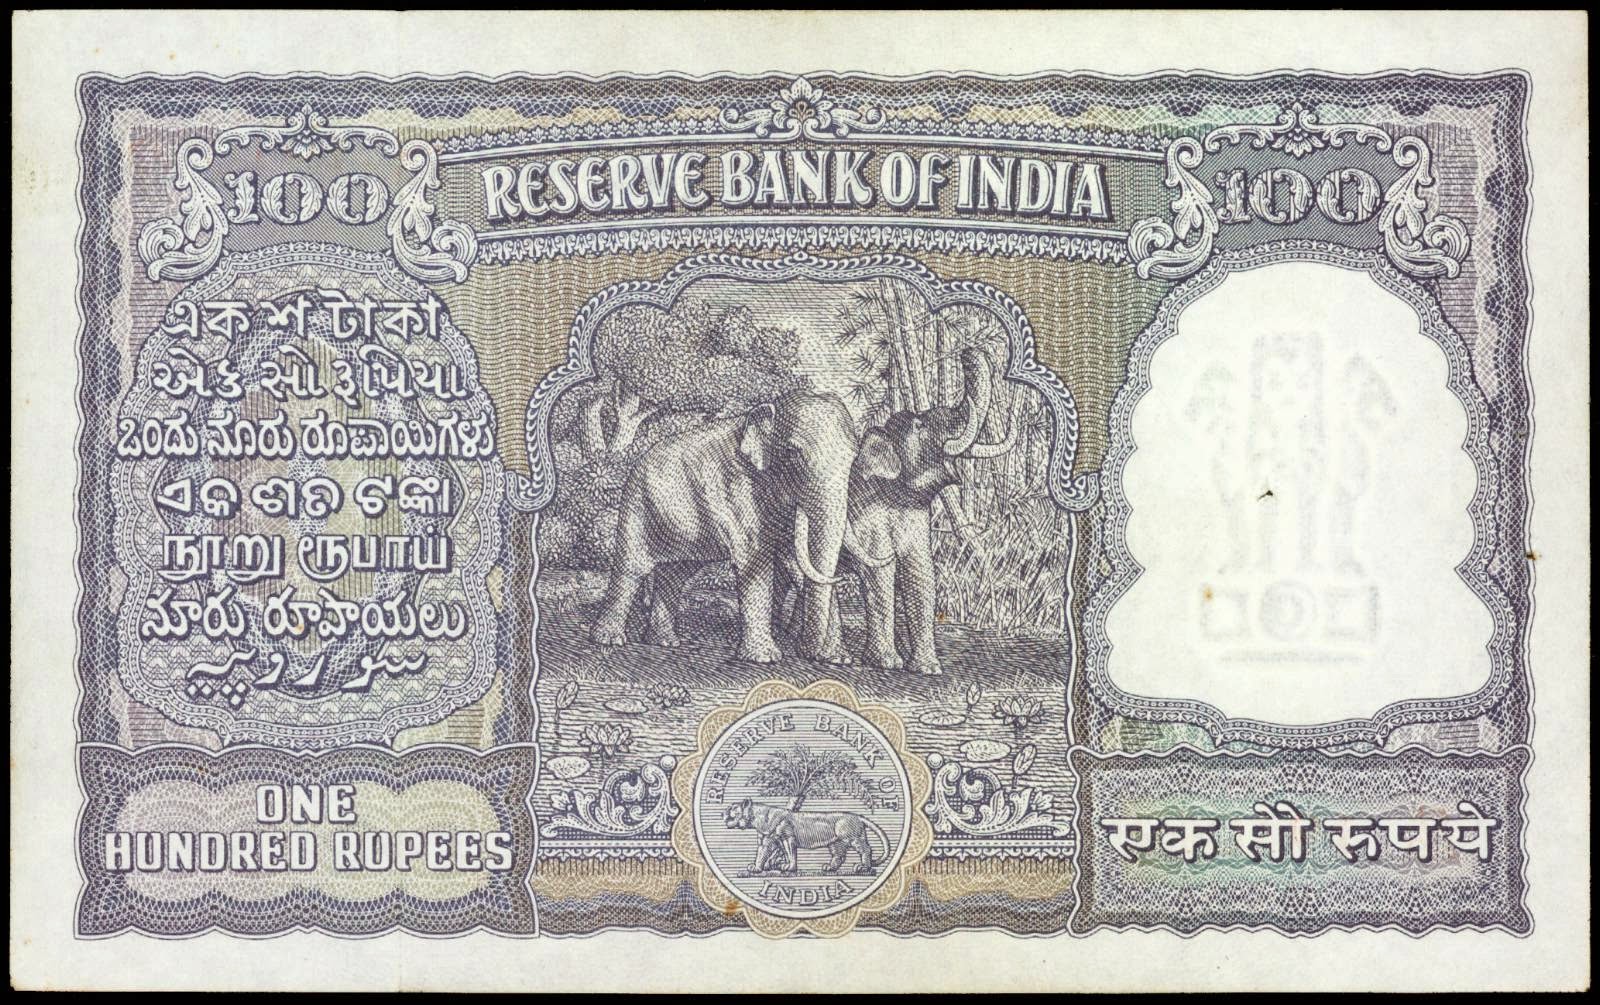 100 RESERVE BANK OF INDIA 100
এক শ টাকা
એક સો રૂપિયા
ಒಂದು ನೂರು ರೂಪಾಯಿಗಳು
ଏକ ଶତ ଟଙ୍କା
நூறு ரூபாய்
నూరు రూపాయలు
سو روپیے
RESERVE BANK OF
INDIA
ONE
HUNDRED RUPEES
एक सौ रुपये